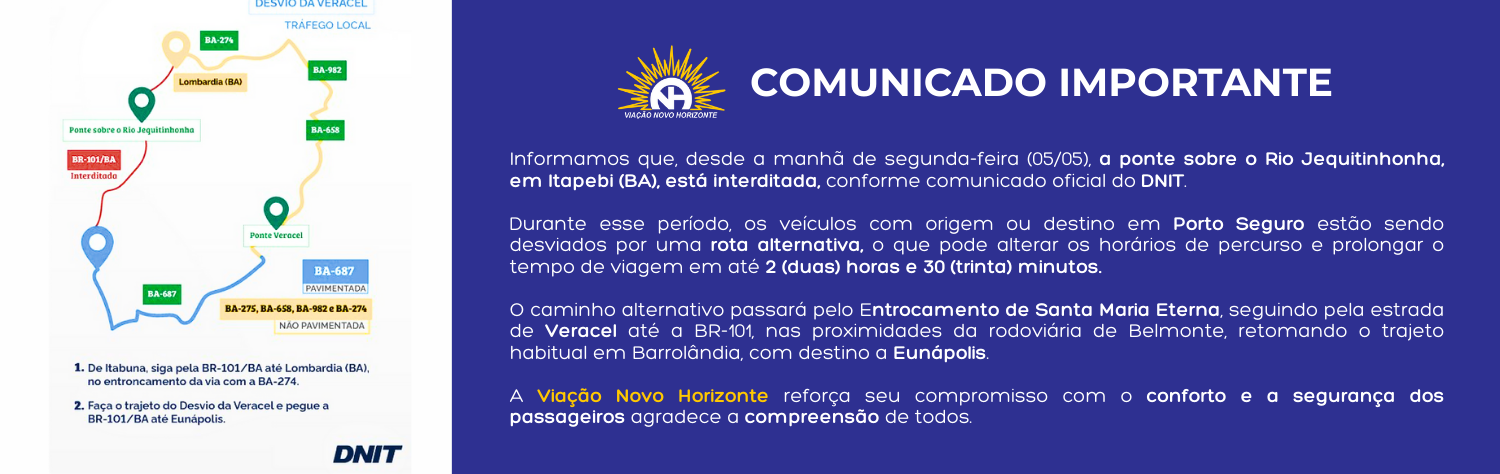 DESVIO DA VERACEL
TRÁFEGO LOCAL
BA-274
Lombardia (BA)
BA-982
Ponte sobre o Rio Jequitinhonha
BA-658
BR-101/BA
Interditado
Ponte Veracel
BA-687
PAVIMENTADA
BA-687
BA-275, BA-658, BA-982 e BA-274
NÃO PAVIMENTADA
1. De Itabuna, siga pela BR-101/BA até Lombardia (BA),
no entroncamento da via com a BA-274.
2. Faça o trajeto do Desvio da Veracel e pegue a
BR-101/BA até Eunápolis.
DNIT
VIAÇÃO NOVO HORIZONTE
COMUNICADO IMPORTANTE
Informamos que, desde a manhã de segunda-feira (05/05), a ponte sobre o Rio Jequitinhonha,
em Itapebi (BA), está interditada, conforme comunicado oficial do DNIT.
Durante esse período, os veículos com origem ou destino em Porto Seguro estão sendo
desviados por uma rota alternativa, o que pode alterar os horários de percurso e prolongar o
tempo de viagem em até 2 (duas) horas e 30 (trinta) minutos.
O caminho alternativo passará pelo Entrocamento de Santa Maria Eterna, seguindo pela estrada
de Veracel até a BR-101, nas proximidades da rodoviária de Belmonte, retomando o trajeto
habitual em Barrolândia, com destino a Eunápolis.
A Viação Novo Horizonte reforça seu compromisso com o conforto e a segurança dos
passageiros agradece a compreensão de todos.